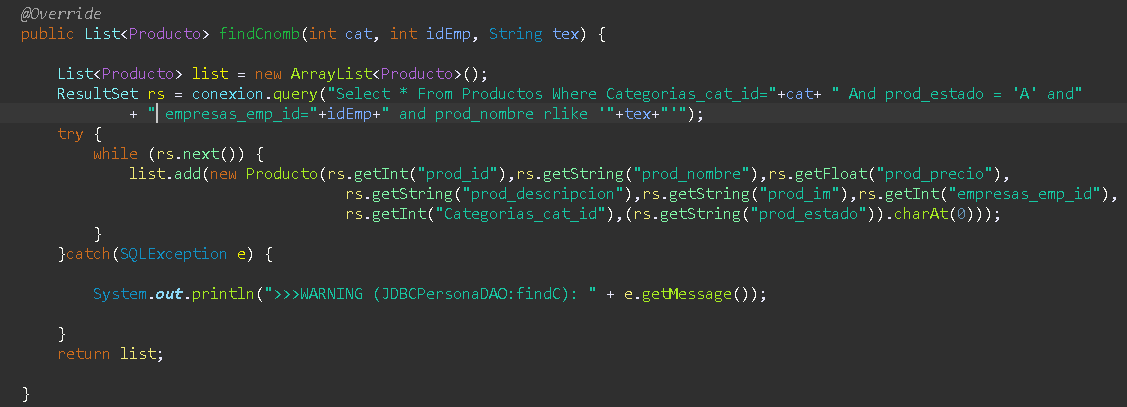 @Override
public List<Producto> findCnomb(int cat, int idEmp, String tex) {
List<Producto> list = new ArrayList<Producto>();
ResultSet rs = conexion.query("Select * From Productos Where Categorias_cat_id="+cat+ " And prod_estado = 'A' and"
+ " empresas_emp_id="+idEmp+" and prod_nombre rlike '"+tex+"'");
try {
while (rs.next()) {
list.add(new Producto(rs.getInt("prod_id"),rs.getString("prod_nombre"),rs.getFloat("prod_precio"),
rs.getString("prod_descripcion"),rs.getString("prod_im"),rs.getInt("empresas_emp_id"),
rs.getInt("Categorias_cat_id"),(rs.getString("prod_estado")).charAt(0)));
}
}catch(SQLException e) {
System.out.println(">>>WARNING (JDBCPersonaDAO:findC): " + e.getMessage());
}
return list;
}